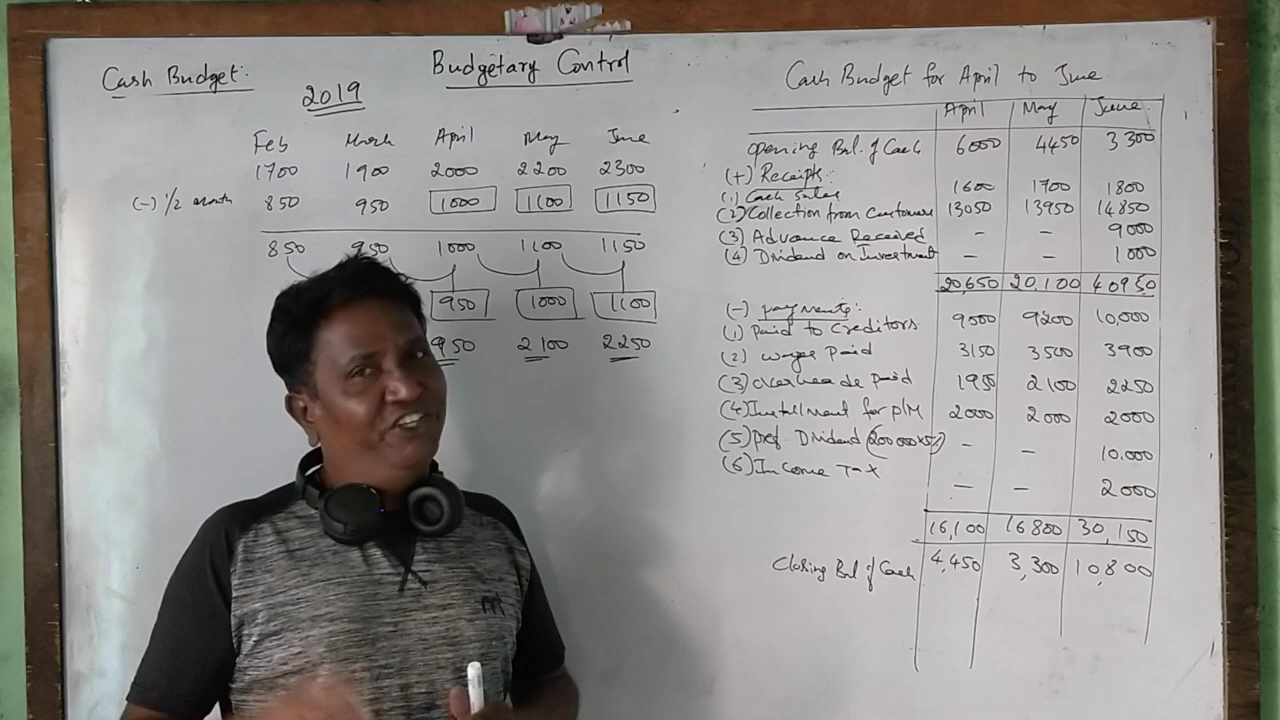 Budgetary Control
Cash Budget:
2019
Feb March April May June
1700 1900 2000 2200 2300
(-) 1/2 month 850 950 1000 1100 1150
850 950 1000 1100 1150
950 1000 1100
950 2100 2250
Cash Budget for April to June
April May June
opening Bal. of Cash 6000 4450 3300
(+) Receipts:
(1) Cash Sales 1600 1700 1800
(2) Collection from Customers 13050 13950 14850
(3) Advance Received - - 9000
(4) Dividend on Investment - - 1000
20,650 20,100 40950
(-) payments:
(1) Paid to Creditors 9000 9200 10,000
(2) wages Paid 3150 3500 3900
(3) overheads paid 1950 2100 2250
(4) Installment for P/M 2000 2000 2000
(5) Pref. Dividend (200000x5%) - - 10,000
(6) Income Tax - - 2000
16,100 16800 30,150
Closing Bal of Cash 4,450 3,300 10,800